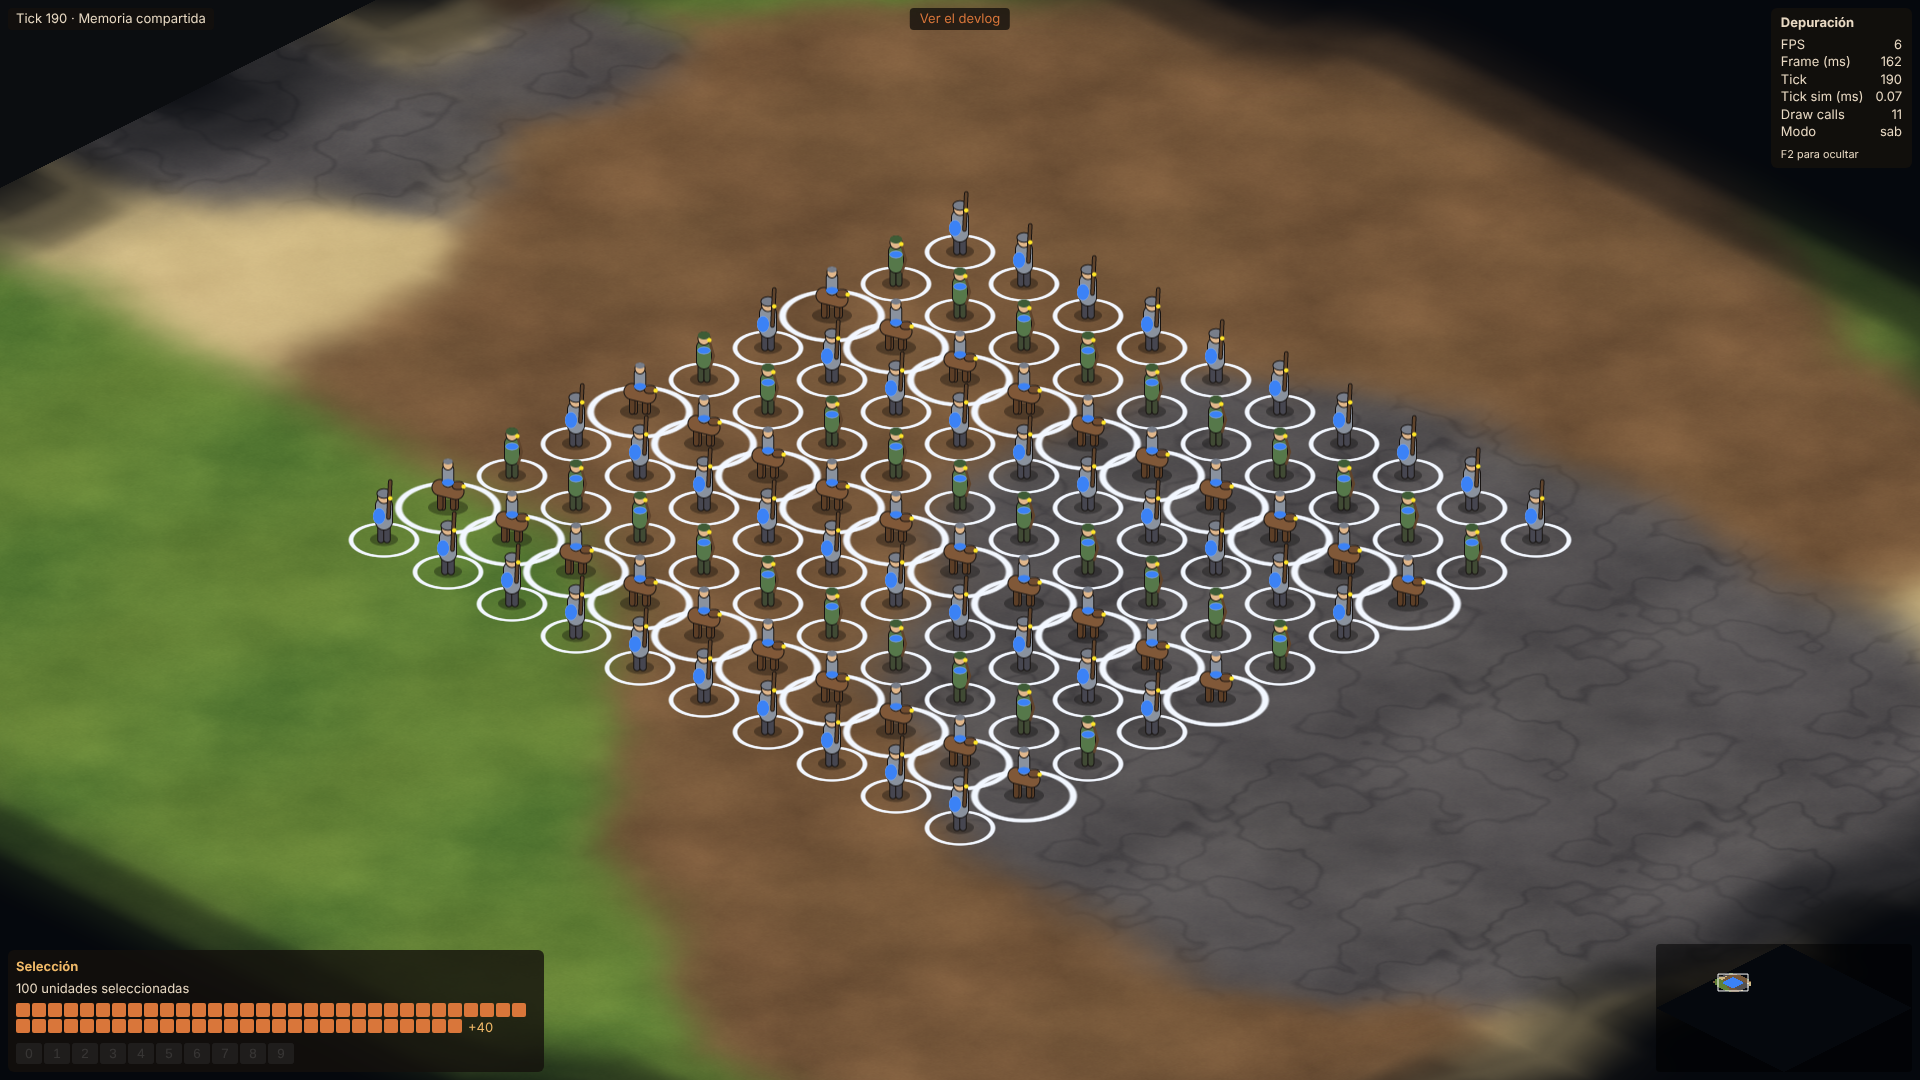 Tick 190 · Memoria compartida
Ver el devlog
Depuración
FPS 6
Frame (ms) 162
Tick 190
Tick sim (ms) 0.07
Draw calls 11
Modo sab
F2 para ocultar
Selección
100 unidades seleccionadas
+40
0 1 2 3 4 5 6 7 8 9